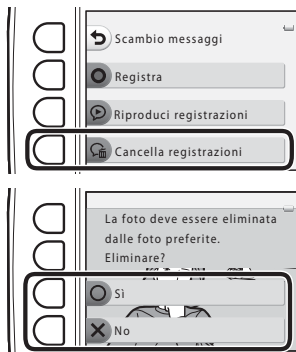 Scambio messaggi
Registra
Riproduci registrazioni
Cancella registrazioni
La foto deve essere eliminata
dalle foto preferite.
Eliminare?
Sì
No